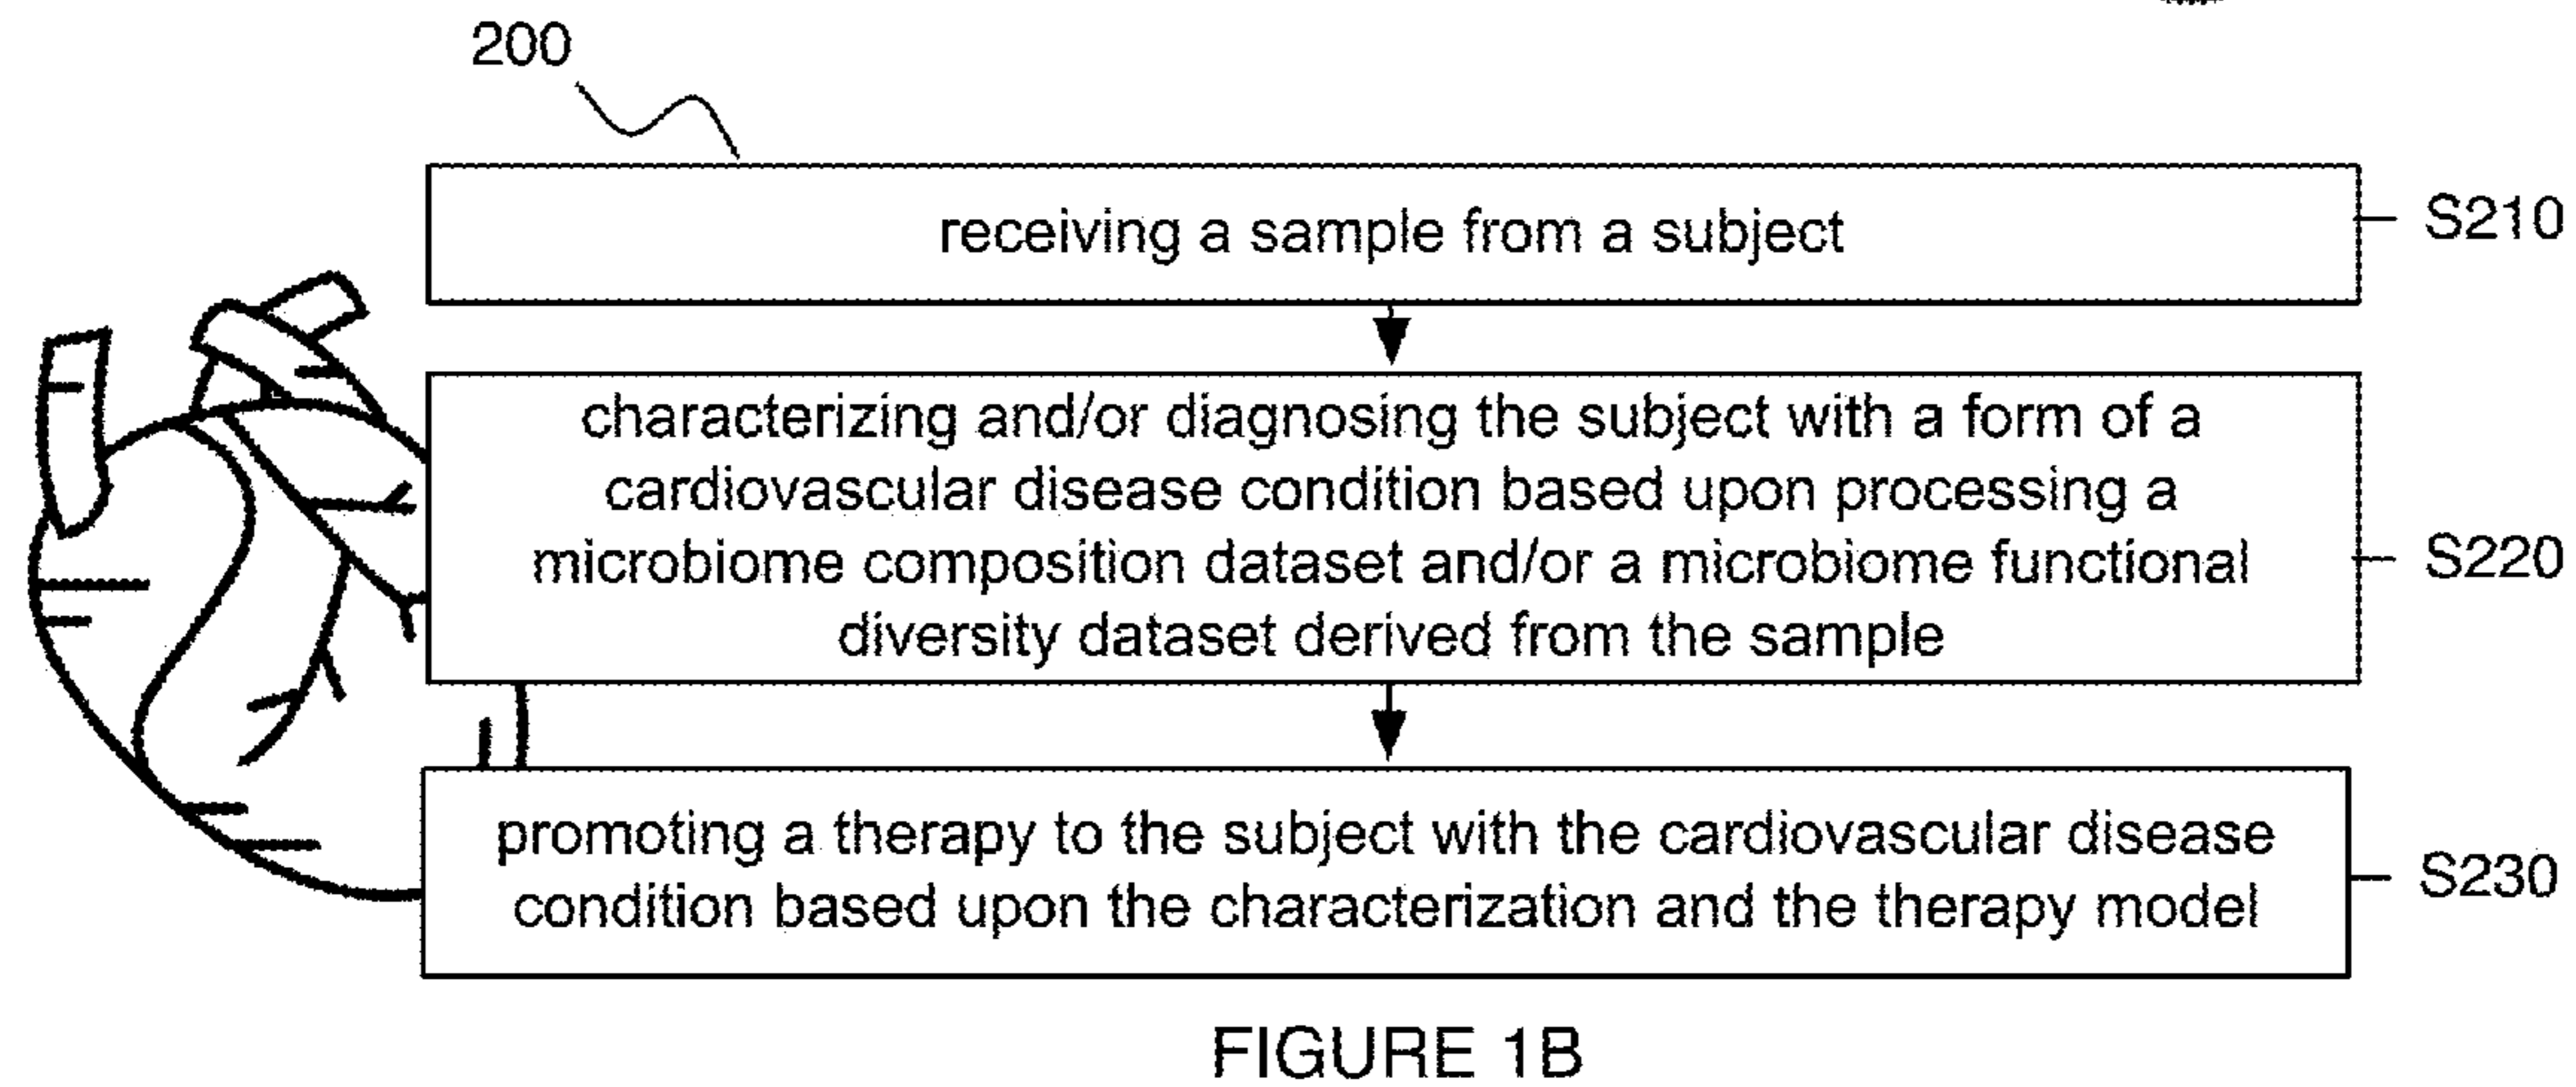 200
receiving a sample from a subject
S210
characterizing and/or diagnosing the subject with a form of a
cardiovascular disease condition based upon processing a
microbiome composition dataset and/or a microbiome functional
diversity dataset derived from the sample
S220
promoting a therapy to the subject with the cardiovascular disease
condition based upon the characterization and the therapy model
S230
FIGURE 1B